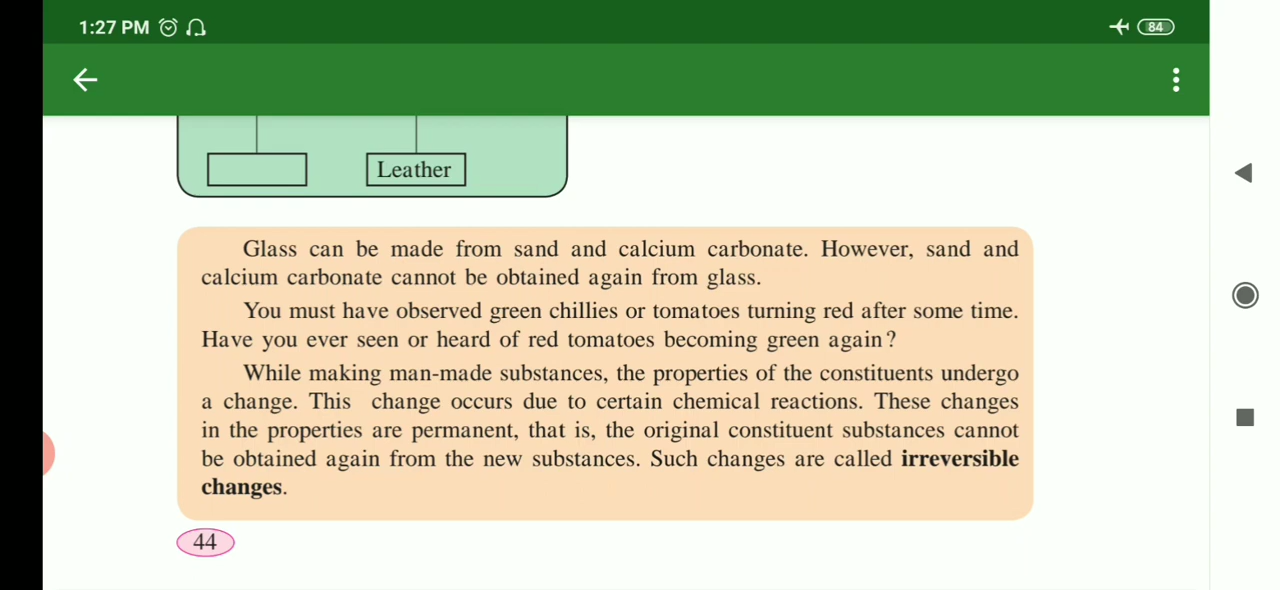 1:27 PM
84
Leather
Glass can be made from sand and calcium carbonate. However, sand and
calcium carbonate cannot be obtained again from glass.
You must have observed green chillies or tomatoes turning red after some time.
Have you ever seen or heard of red tomatoes becoming green again?
While making man-made substances, the properties of the constituents undergo
a change. This change occurs due to certain chemical reactions. These changes
in the properties are permanent, that is, the original constituent substances cannot
be obtained again from the new substances. Such changes are called irreversible
changes.
44